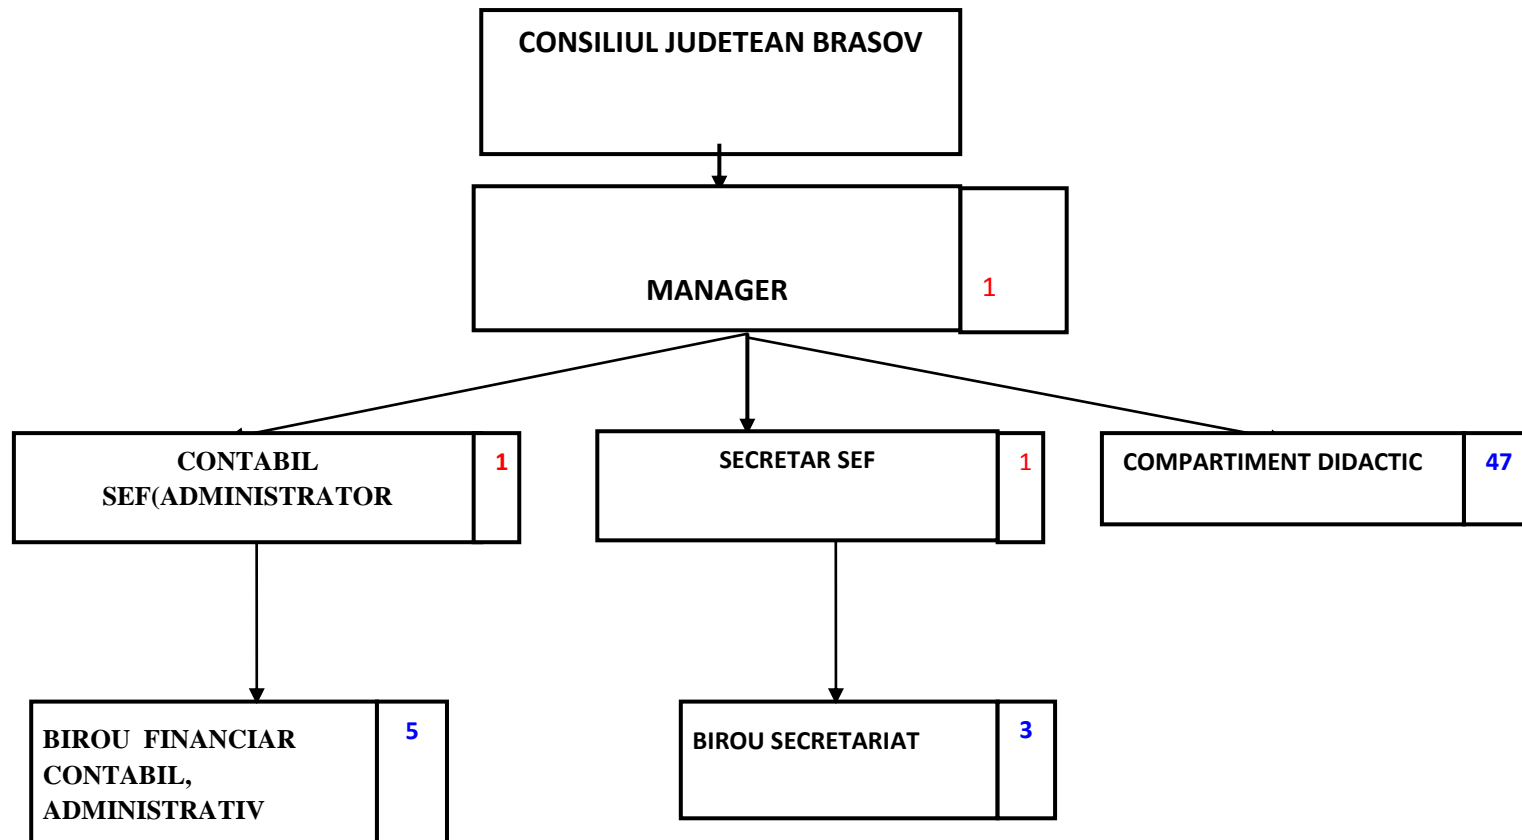 CONSILIUL JUDETEAN BRASOV
MANAGER
1
CONTABIL
SEF(ADMINISTRATOR
1
SECRETAR SEF
1
COMPARTIMENT DIDACTIC
47
BIROU FINANCIAR
CONTABIL,
ADMINISTRATIV
5
BIROU SECRETARIAT
3